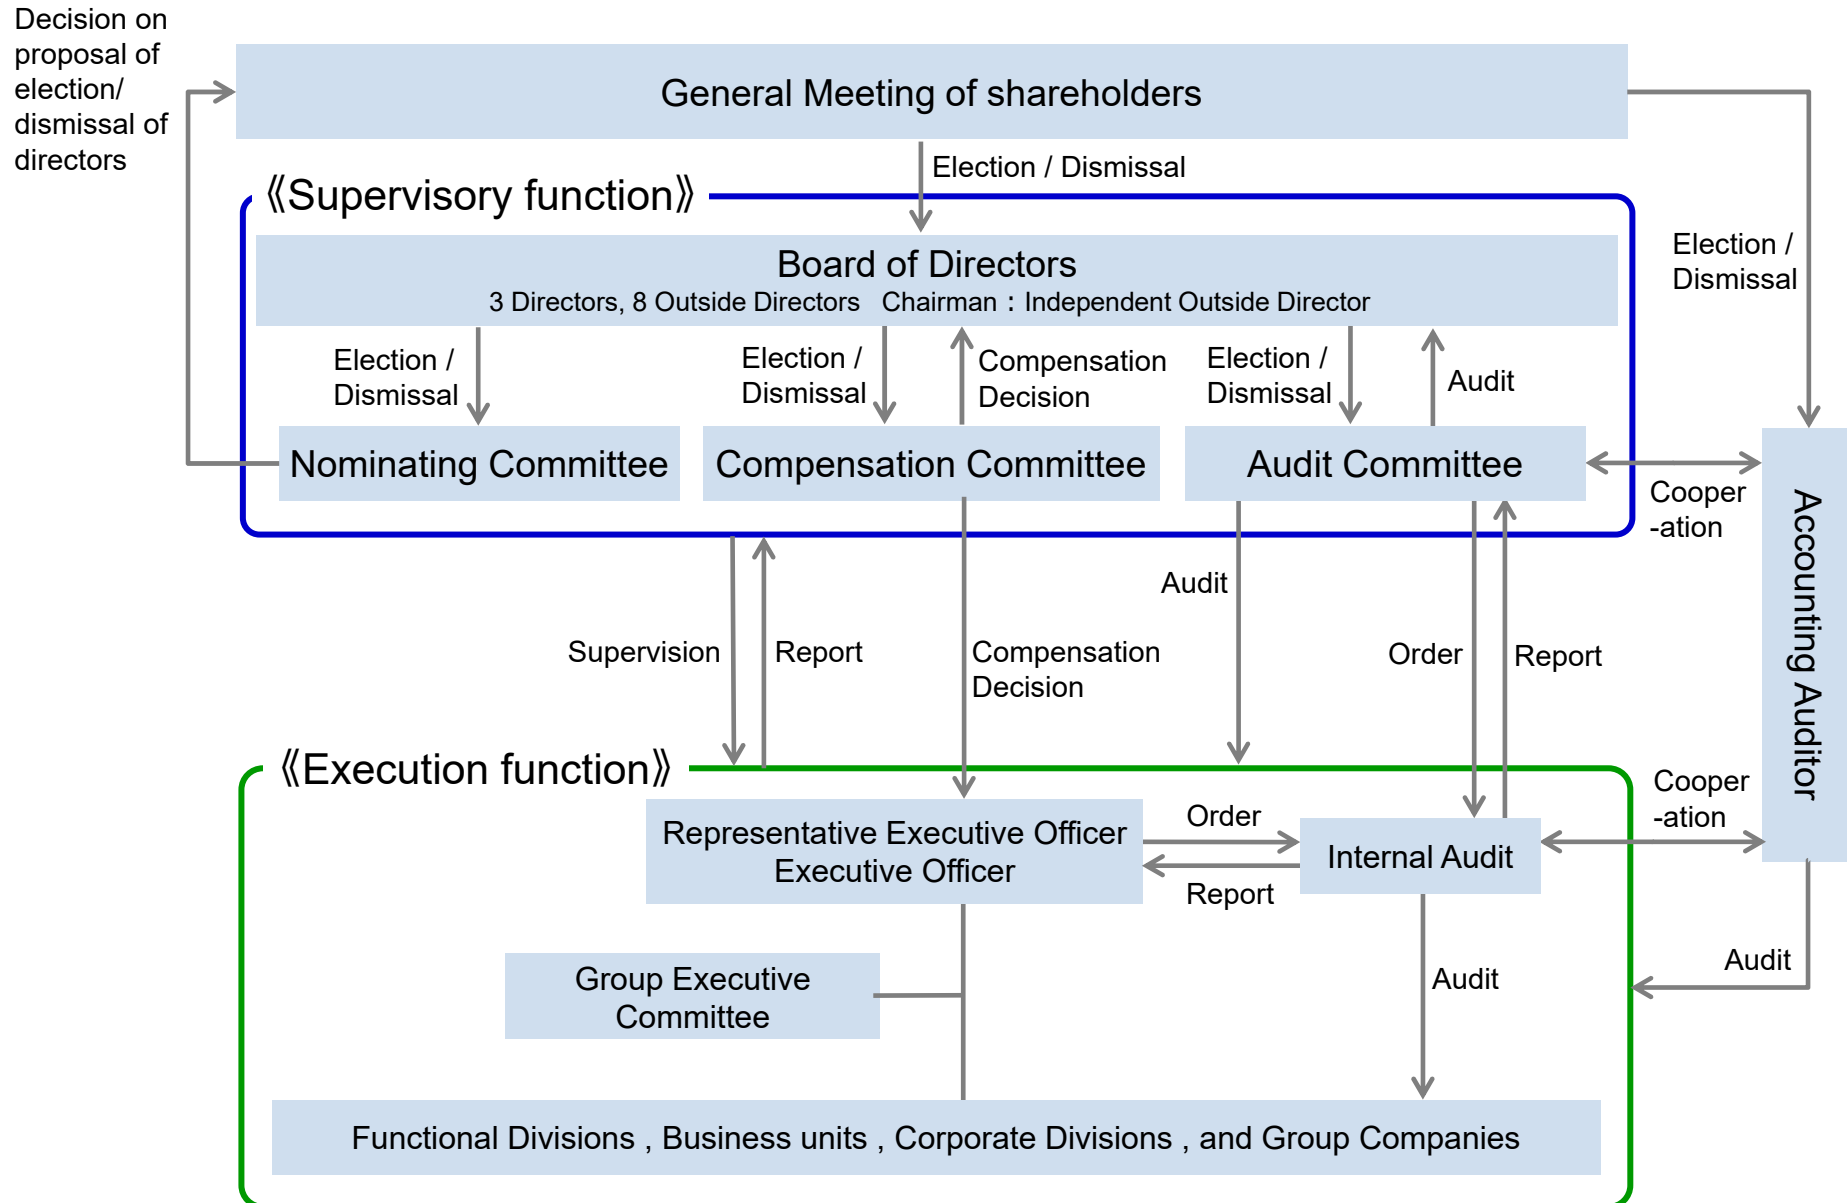 Decision on
proposal of
election/
dismissal of
directors
General Meeting of shareholders
Election / Dismissal
《Supervisory function》
Election /
Dismissal
Board of Directors
3 Directors, 8 Outside Directors   Chairman：Independent Outside Director
Election /
Dismissal
Election /
Dismissal
Compensation
Decision
Election /
Dismissal
Audit
Nominating Committee
Compensation Committee
Audit Committee
Cooper
-ation
Accounting Auditor
Audit
Supervision
Report
Compensation
Decision
Order
Report
《Execution function》
Cooper
-ation
Representative Executive Officer
Executive Officer
Order
Report
Internal Audit
Group Executive
Committee
Audit
Audit
Functional Divisions , Business units , Corporate Divisions , and Group Companies